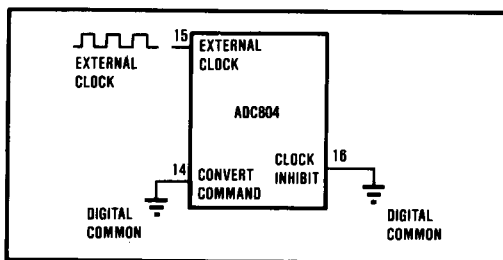 15
EXTERNAL
CLOCK
EXTERNAL
CLOCK
ADC804
14
CONVERT
COMMAND
CLOCK
INHIBIT
16
DIGITAL
COMMON
DIGITAL
COMMON